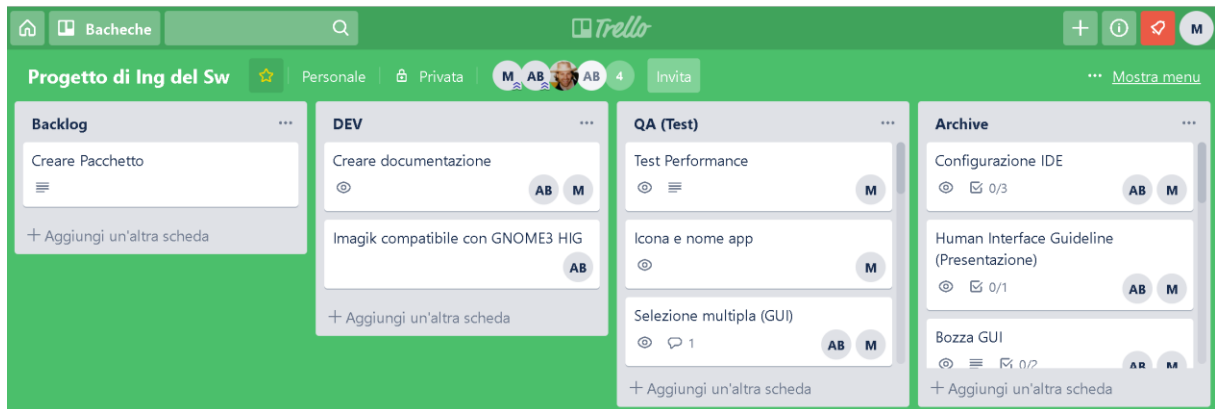 Bacheche
Trello
M
Progetto di Ing del Sw
Personale
Privata
M AB AB 4
Invita
Mostra menu
Backlog
Creare Pacchetto
Aggiungi un'altra scheda
DEV
Creare documentazione
AB M
Imagik compatibile con GNOME3 HIG
AB
Aggiungi un'altra scheda
QA (Test)
Test Performance
M
Icona e nome app
M
Selezione multipla (GUI)
1 AB M
Aggiungi un'altra scheda
Archive
Configurazione IDE
0/3 AB M
Human Interface Guideline
(Presentazione)
0/1 AB M
Bozza GUI
0/2 AB M
Aggiungi un'altra scheda